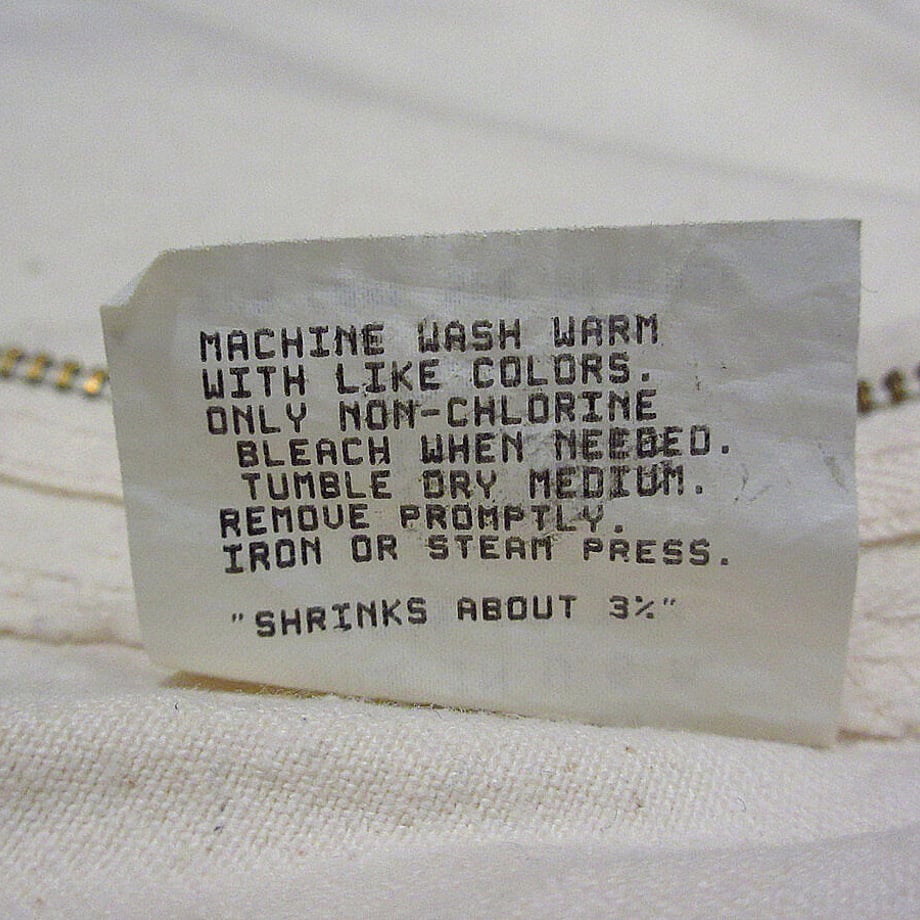 MACHINE WASH WARM
WITH LIKE COLORS.
ONLY NON-CHLORINE
BLEACH WHEN NEEDED.
TUMBLE DRY MEDIUM.
REMOVE PROMPTLY.
IRON OR STEAM PRESS.
"SHRINKS ABOUT 3%"